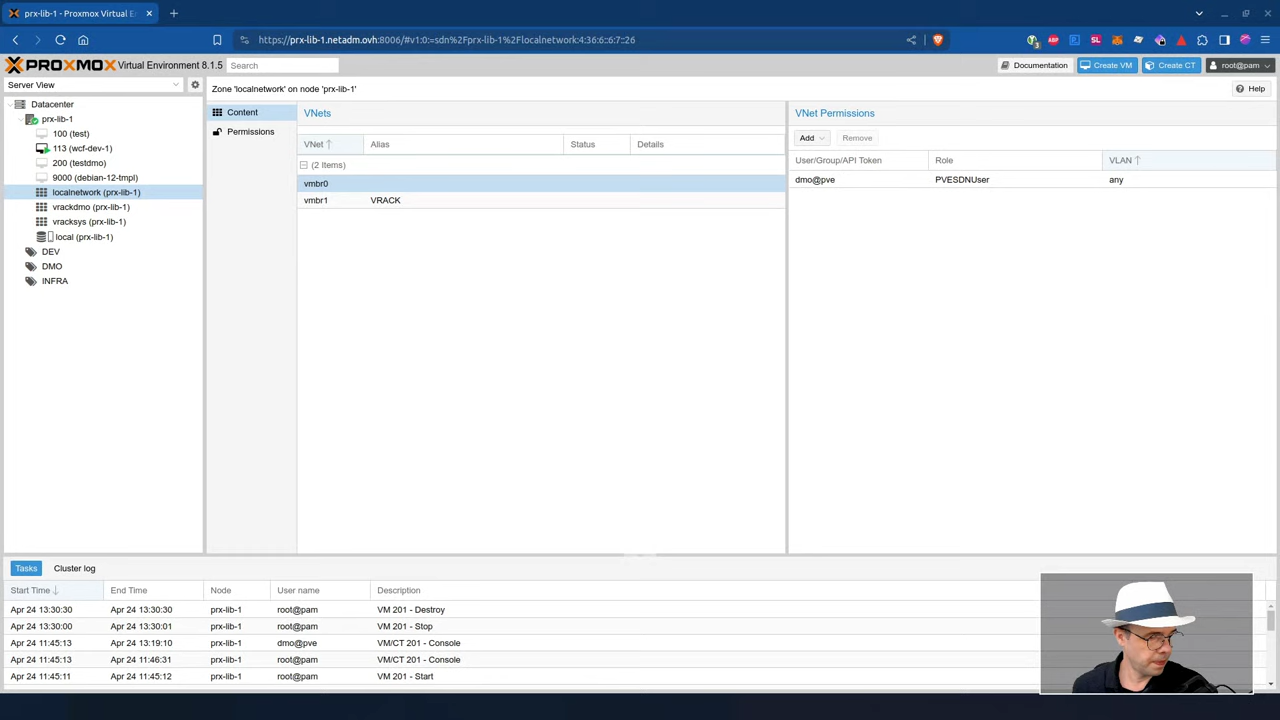 prx-lib-1 - Proxmox Virtual E
https://prx-lib-1.netadm.ovh:8006/#v1:0:=sdn%2Fprx-lib-1%2Flocalnetwork:4:36:6::6:7::26
PROXMOX Virtual Environment 8.1.5 Search Documentation Create VM Create CT root@pam
Server View
Zone 'localnetwork' on node 'prx-lib-1' Help
Datacenter
prx-lib-1
100 (test)
113 (wcf-dev-1)
200 (testdmo)
9000 (debian-12-tmpl)
localnetwork (prx-lib-1)
vrackdmo (prx-lib-1)
vracksys (prx-lib-1)
local (prx-lib-1)
DEV
DMO
INFRA
Content
Permissions
VNets
VNet Alias Status Details
(2 Items)
vmbr0
vmbr1 VRACK
VNet Permissions
Add Remove
User/Group/API Token Role VLAN
dmo@pve PVESDNUser any
Tasks Cluster log
Start Time End Time Node User name Description
Apr 24 13:30:30 Apr 24 13:30:30 prx-lib-1 root@pam VM 201 - Destroy
Apr 24 13:30:00 Apr 24 13:30:01 prx-lib-1 root@pam VM 201 - Stop
Apr 24 11:45:13 Apr 24 13:19:10 prx-lib-1 dmo@pve VM/CT 201 - Console
Apr 24 11:45:13 Apr 24 11:46:31 prx-lib-1 root@pam VM/CT 201 - Console
Apr 24 11:45:11 Apr 24 11:45:12 prx-lib-1 root@pam VM 201 - Start